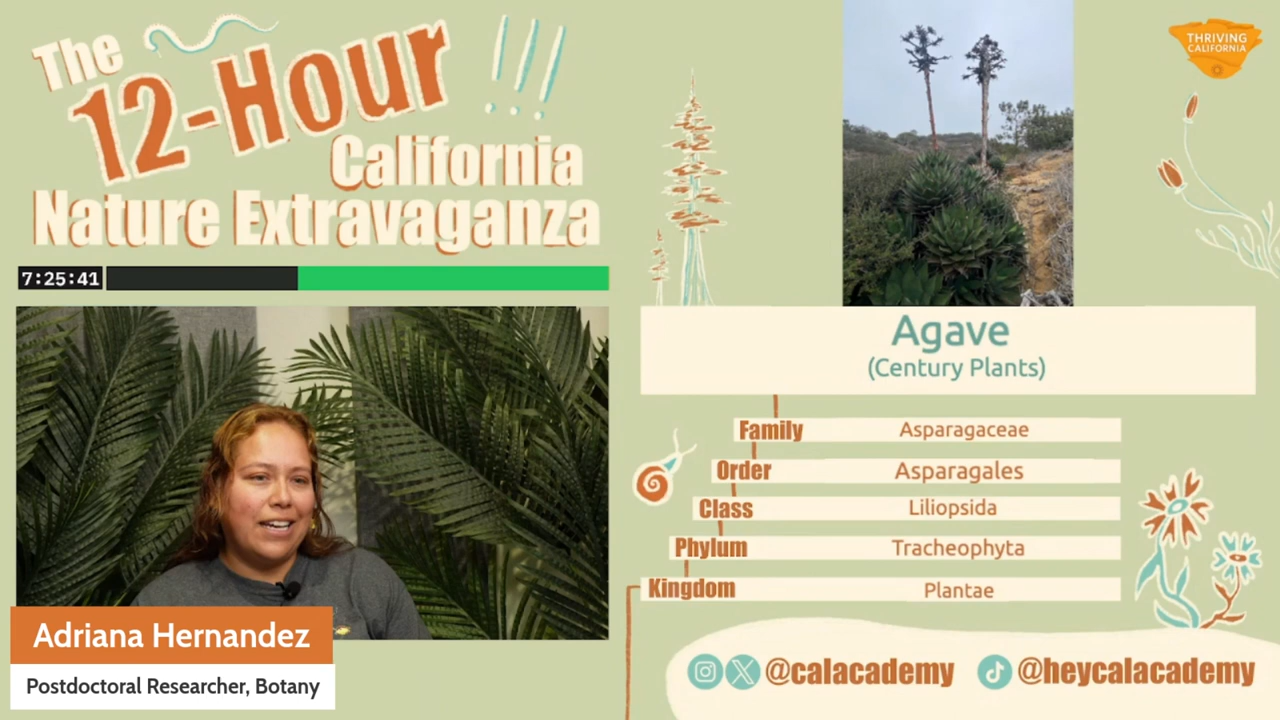 The
12-Hour !!!
California
Nature Extravaganza
7:25:41
Adriana Hernandez
Postdoctoral Researcher, Botany
THRIVING
CALIFORNIA
Agave
(Century Plants)
Family Asparagaceae
Order Asparagales
Class Liliopsida
Phylum Tracheophyta
Kingdom Plantae
@calacademy @heycalacademy